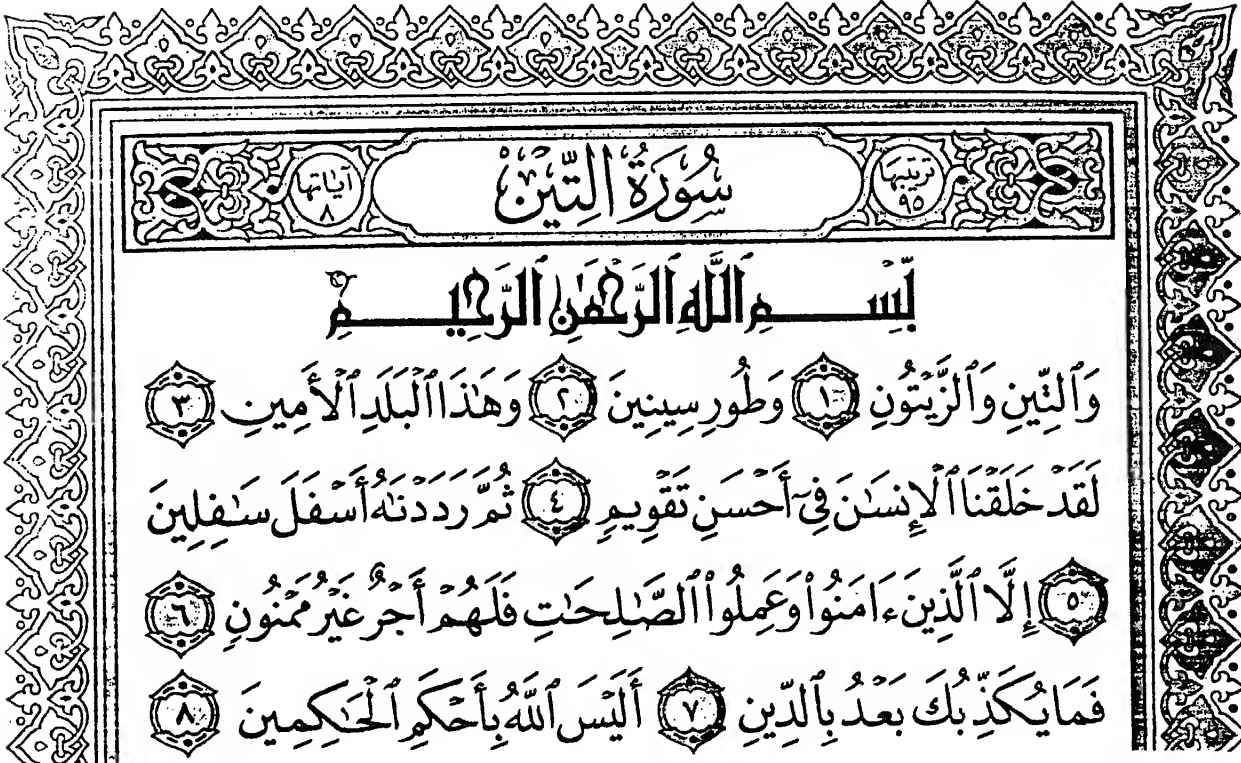 ترتيبها
٩٥
سُورَةُ التِّينِ
آياتها
٨
بِسْمِ ٱللَّهِ ٱلرَّحْمَٰنِ ٱلرَّحِيمِ
وَٱلتِّينِ وَٱلزَّيْتُونِ ١ وَطُورِ سِينِينَ ٢ وَهَٰذَا ٱلْبَلَدِ ٱلْأَمِينِ ٣
لَقَدْ خَلَقْنَا ٱلْإِنسَٰنَ فِىٓ أَحْسَنِ تَقْوِيمٍ ٤ ثُمَّ رَدَدْنَٰهُ أَسْفَلَ سَٰفِلِينَ
٥ إِلَّا ٱلَّذِينَ ءَامَنُوا۟ وَعَمِلُوا۟ ٱلصَّٰلِحَٰتِ فَلَهُمْ أَجْرٌ غَيْرُ مَمْنُونٍ ٦
فَمَا يُكَذِّبُكَ بَعْدُ بِٱلدِّينِ ٧ أَلَيْسَ ٱللَّهُ بِأَحْكَمِ ٱلْحَٰكِمِينَ ٨